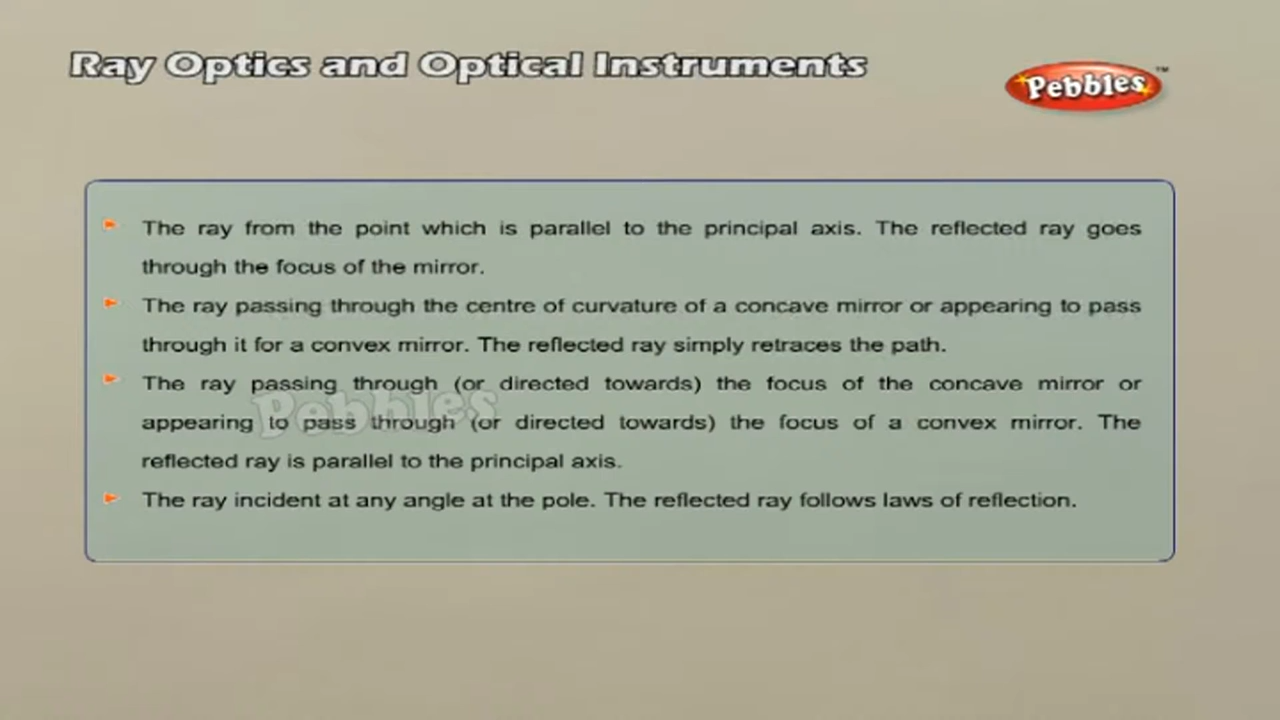 Ray Optics and Optical Instruments
Pebbles™
The ray from the point which is parallel to the principal axis. The reflected ray goes
through the focus of the mirror.
The ray passing through the centre of curvature of a concave mirror or appearing to pass
through it for a convex mirror. The reflected ray simply retraces the path.
The ray passing through (or directed towards) the focus of the concave mirror or
Pebbles
appearing to pass through (or directed towards) the focus of a convex mirror. The
reflected ray is parallel to the principal axis.
The ray incident at any angle at the pole. The reflected ray follows laws of reflection.